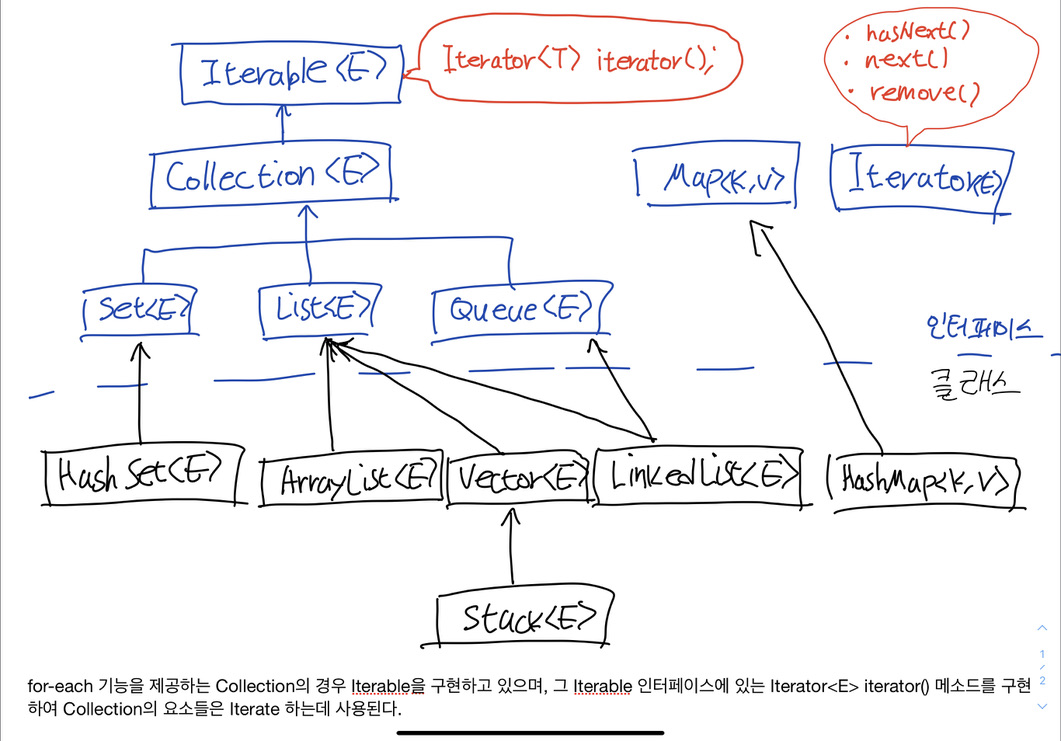 Iterable<E>
Iterator<T> iterator();
· hasNext()
· next()
· remove()
Collection<E>
Map<K,V>
Iterator<E>
Set<E>
List<E>
Queue<E>
인터페이스
클래스
HashSet<E>
ArrayList<E>
Vector<E>
LinkedList<E>
HashMap<K,V>
Stack<E>
1
/
2
for-each 기능을 제공하는 Collection의 경우 Iterable을 구현하고 있으며, 그 Iterable 인터페이스에 있는 Iterator<E> iterator() 메소드를 구현
하여 Collection의 요소들은 Iterate 하는데 사용된다.